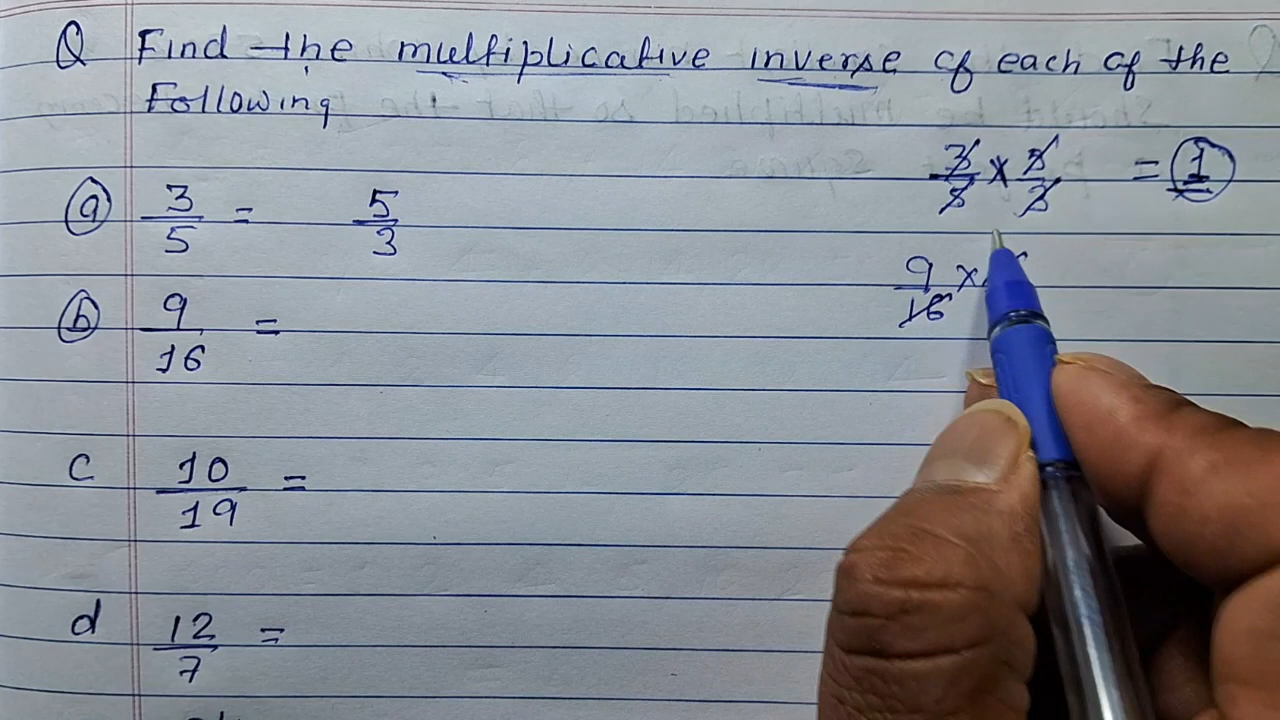 Q Find the multiplicative inverse of each of the
Following
3/5 × 5/3 = 1
a 3/5 = 5/3
9/16 ×
b 9/16 =
c 10/19 =
d 12/7 =